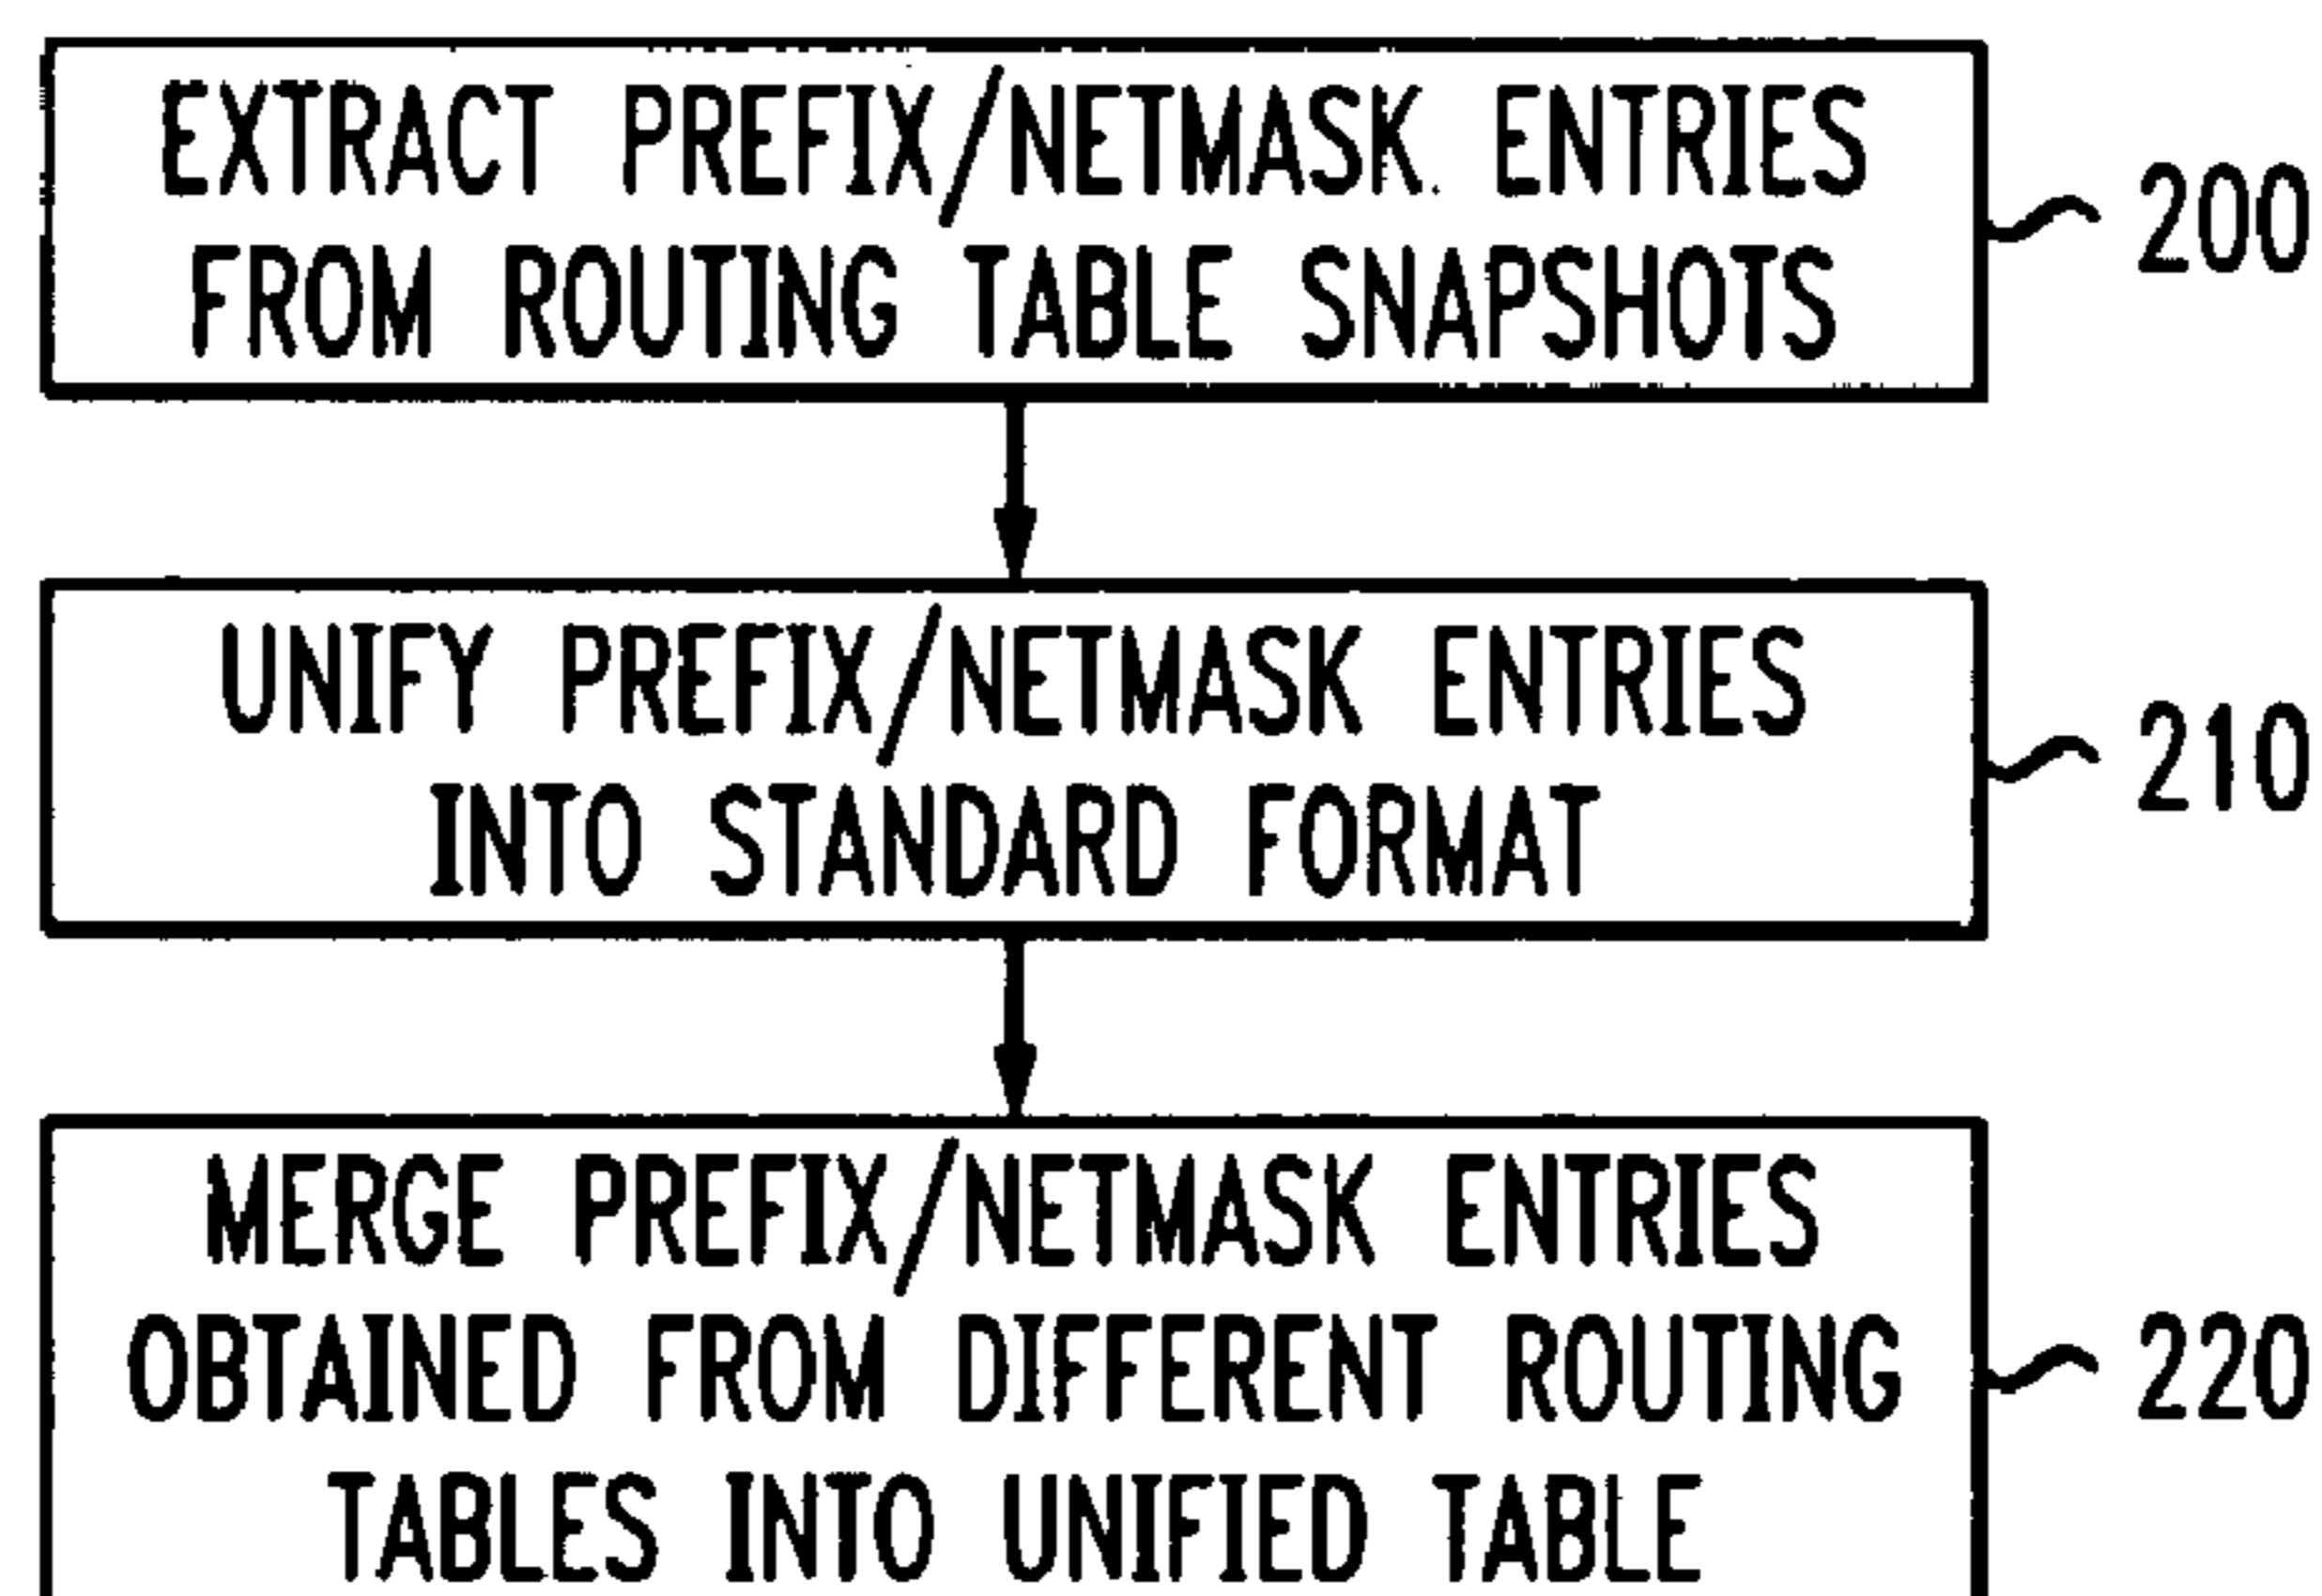 EXTRACT PREFIX/NETMASK ENTRIES
FROM ROUTING TABLE SNAPSHOTS
200
UNIFY PREFIX/NETMASK ENTRIES
INTO STANDARD FORMAT
210
MERGE PREFIX/NETMASK ENTRIES
OBTAINED FROM DIFFERENT ROUTING
TABLES INTO UNIFIED TABLE
220